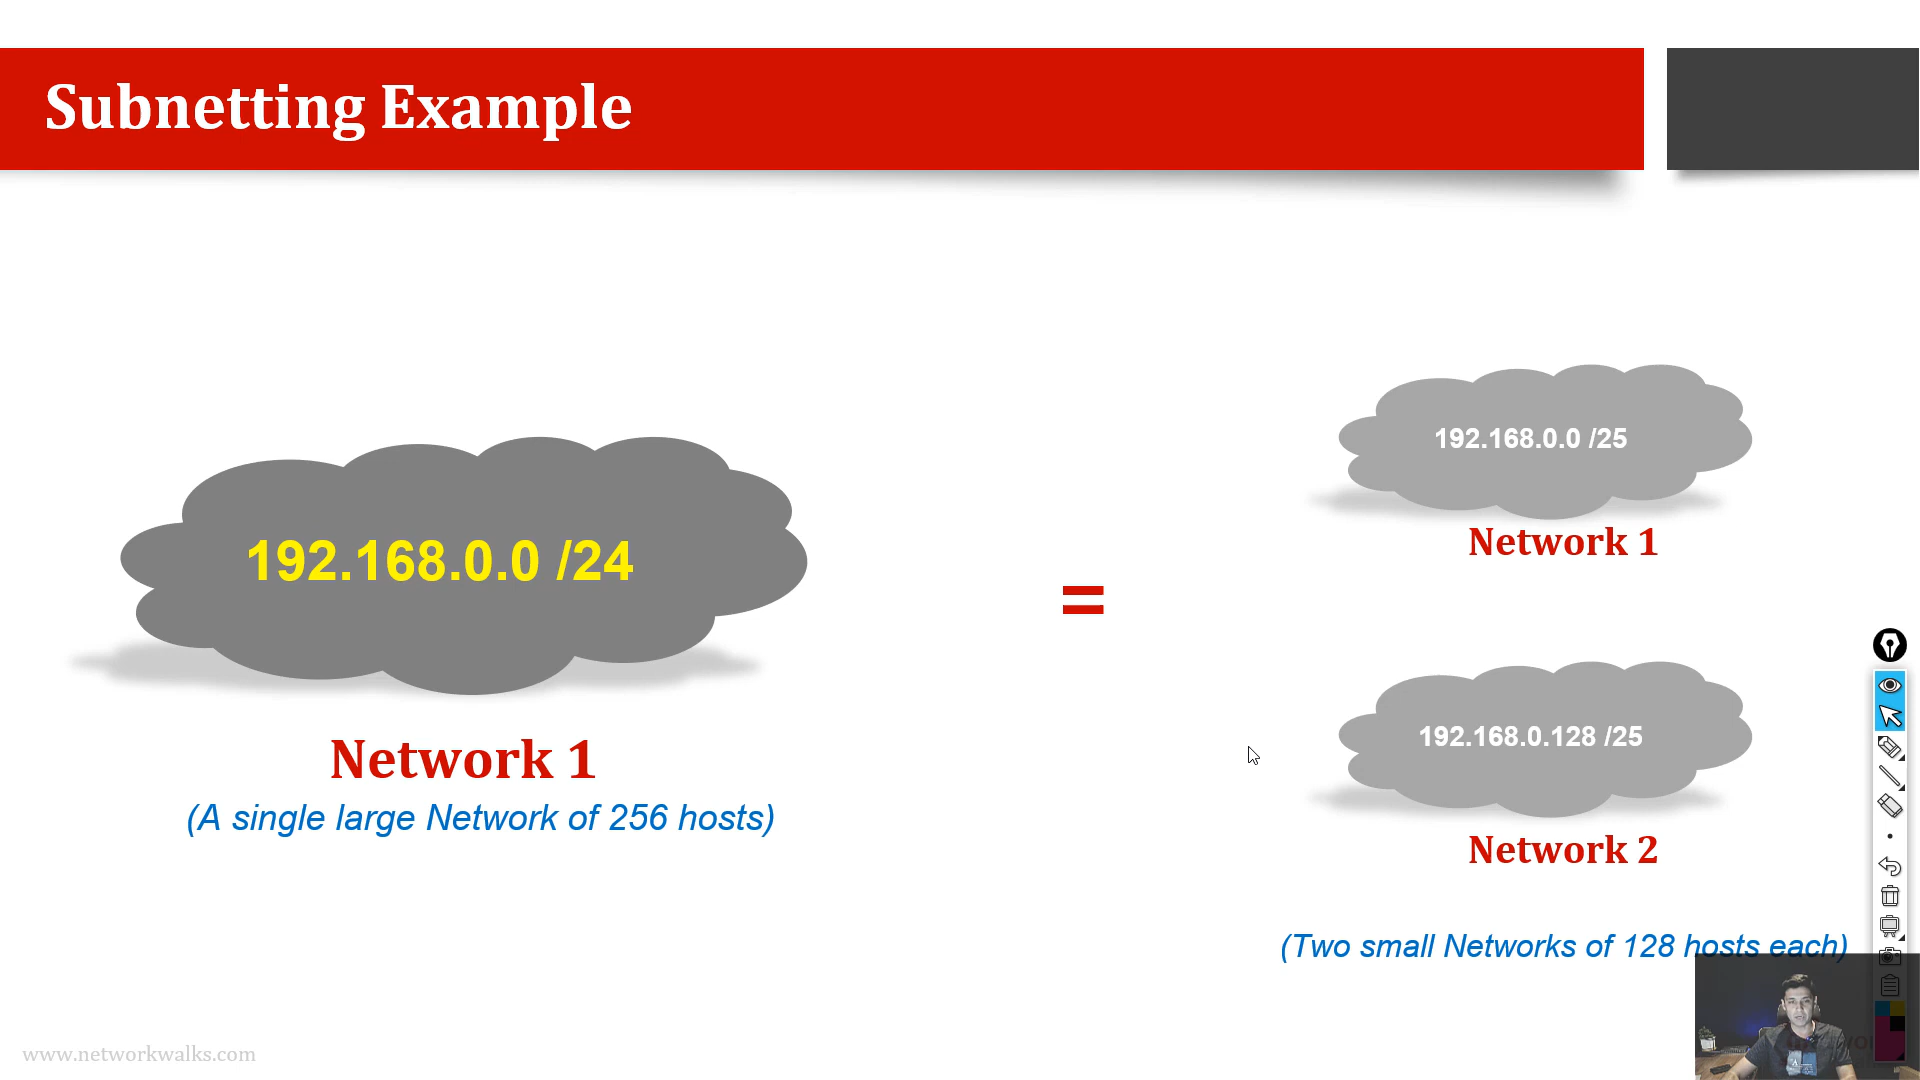 Subnetting Example
192.168.0.0 /24
Network 1
(A single large Network of 256 hosts)
=
192.168.0.0 /25
Network 1
192.168.0.128 /25
Network 2
(Two small Networks of 128 hosts each)
www.networkwalks.com